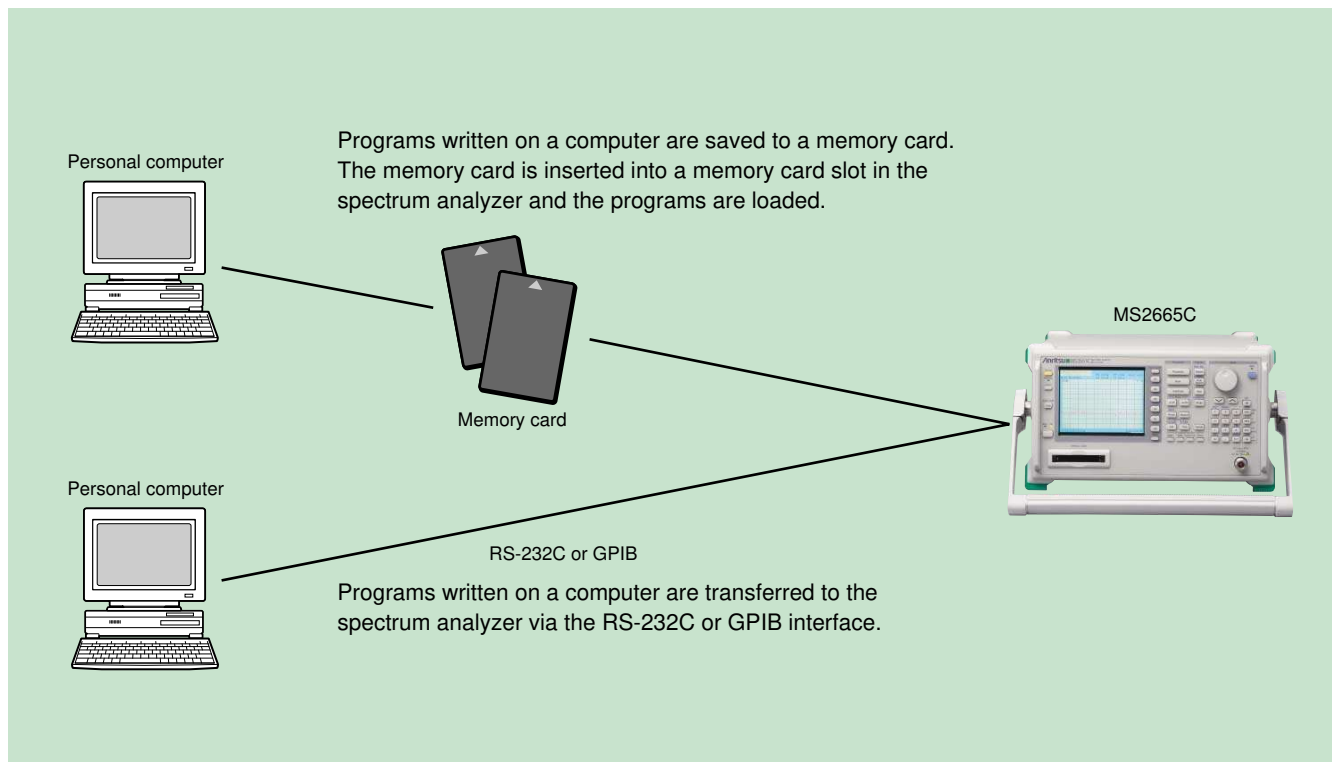 Programs written on a computer are saved to a memory card.
The memory card is inserted into a memory card slot in the
spectrum analyzer and the programs are loaded.
Personal computer
Memory card
MS2665C
Anritsu
Personal computer
RS-232C or GPIB
Programs written on a computer are transferred to the
spectrum analyzer via the RS-232C or GPIB interface.